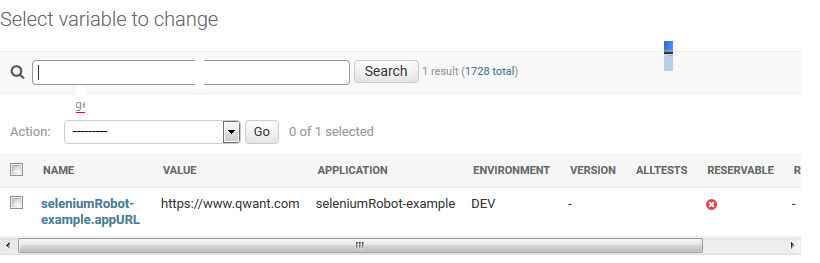 Select variable to change
Search 1 result (1728 total)
ge
Action: --------- Go 0 of 1 selected
NAME VALUE APPLICATION ENVIRONMENT VERSION ALLTESTS RESERVABLE R
seleniumRobot-example.appURL https://www.qwant.com seleniumRobot-example DEV - -